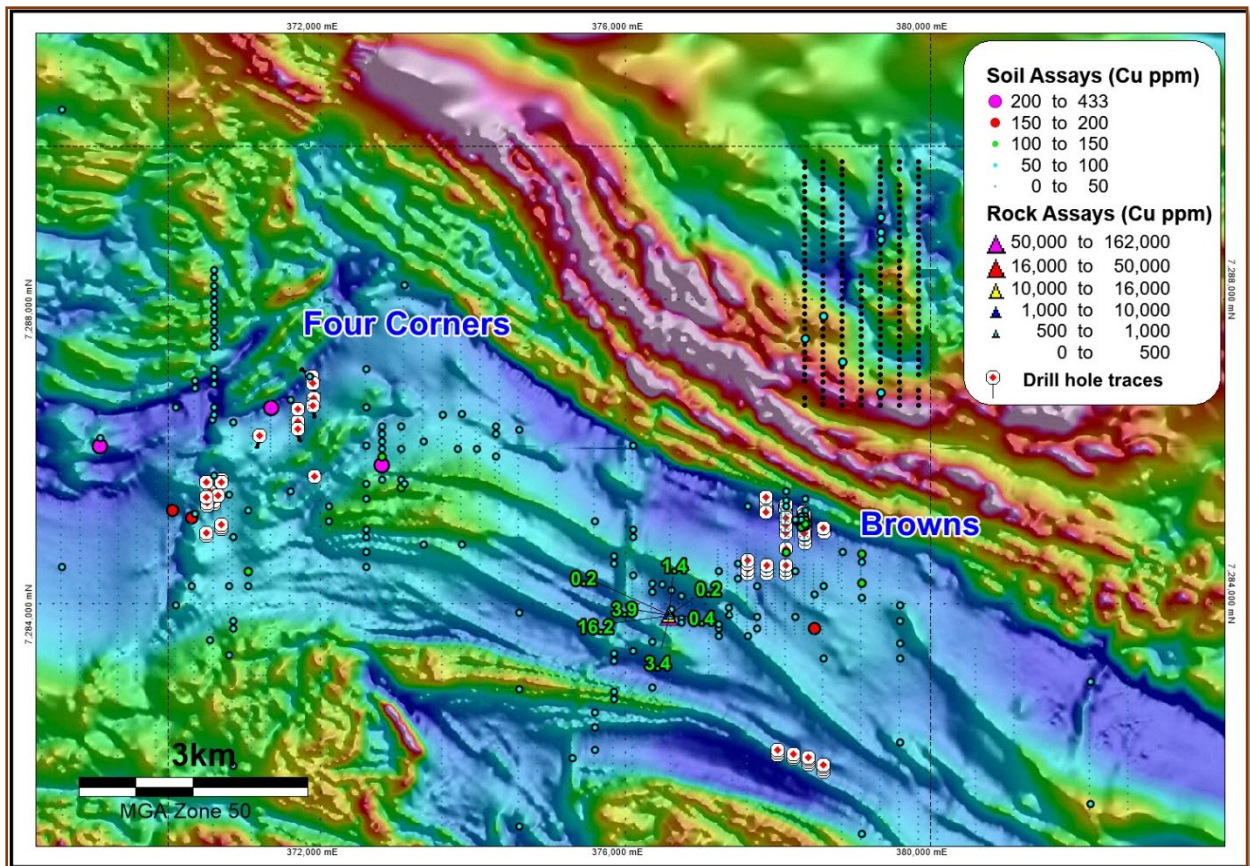 372,000 mE
376,000 mE
380,000 mE
Soil Assays (Cu ppm)
200 to 433
150 to 200
100 to 150
50 to 100
0 to 50
Rock Assays (Cu ppm)
50,000 to 162,000
16,000 to 50,000
10,000 to 16,000
1,000 to 10,000
500 to 1,000
0 to 500
Drill hole traces
7,288,000 mN
7,288,000 mN
Four Corners
Browns
1.4
0.2
0.2
3.9
0.4
16.2
3.4
7,284,000 mN
7,284,000 mN
3km
MGA Zone 50
372,000 mE
376,000 mE
380,000 mE